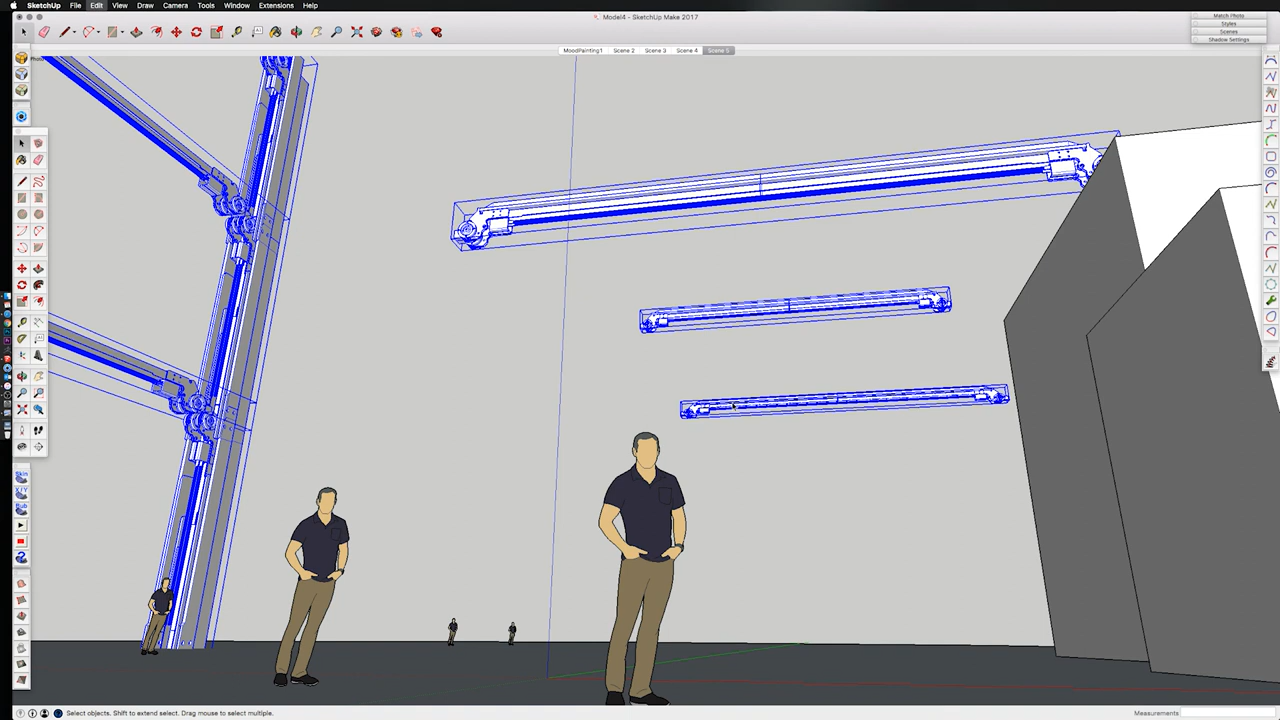 SketchUp File Edit View Draw Camera Tools Window Extensions Help
Model4 - SketchUp Make 2017
Match Photo
Styles
Scenes
Shadow Settings
MoodPainting1 Scene 2 Scene 3 Scene 4 Scene 5
Skin
X/Y
Bub
Select objects. Shift to extend select. Drag mouse to select multiple.
Measurements